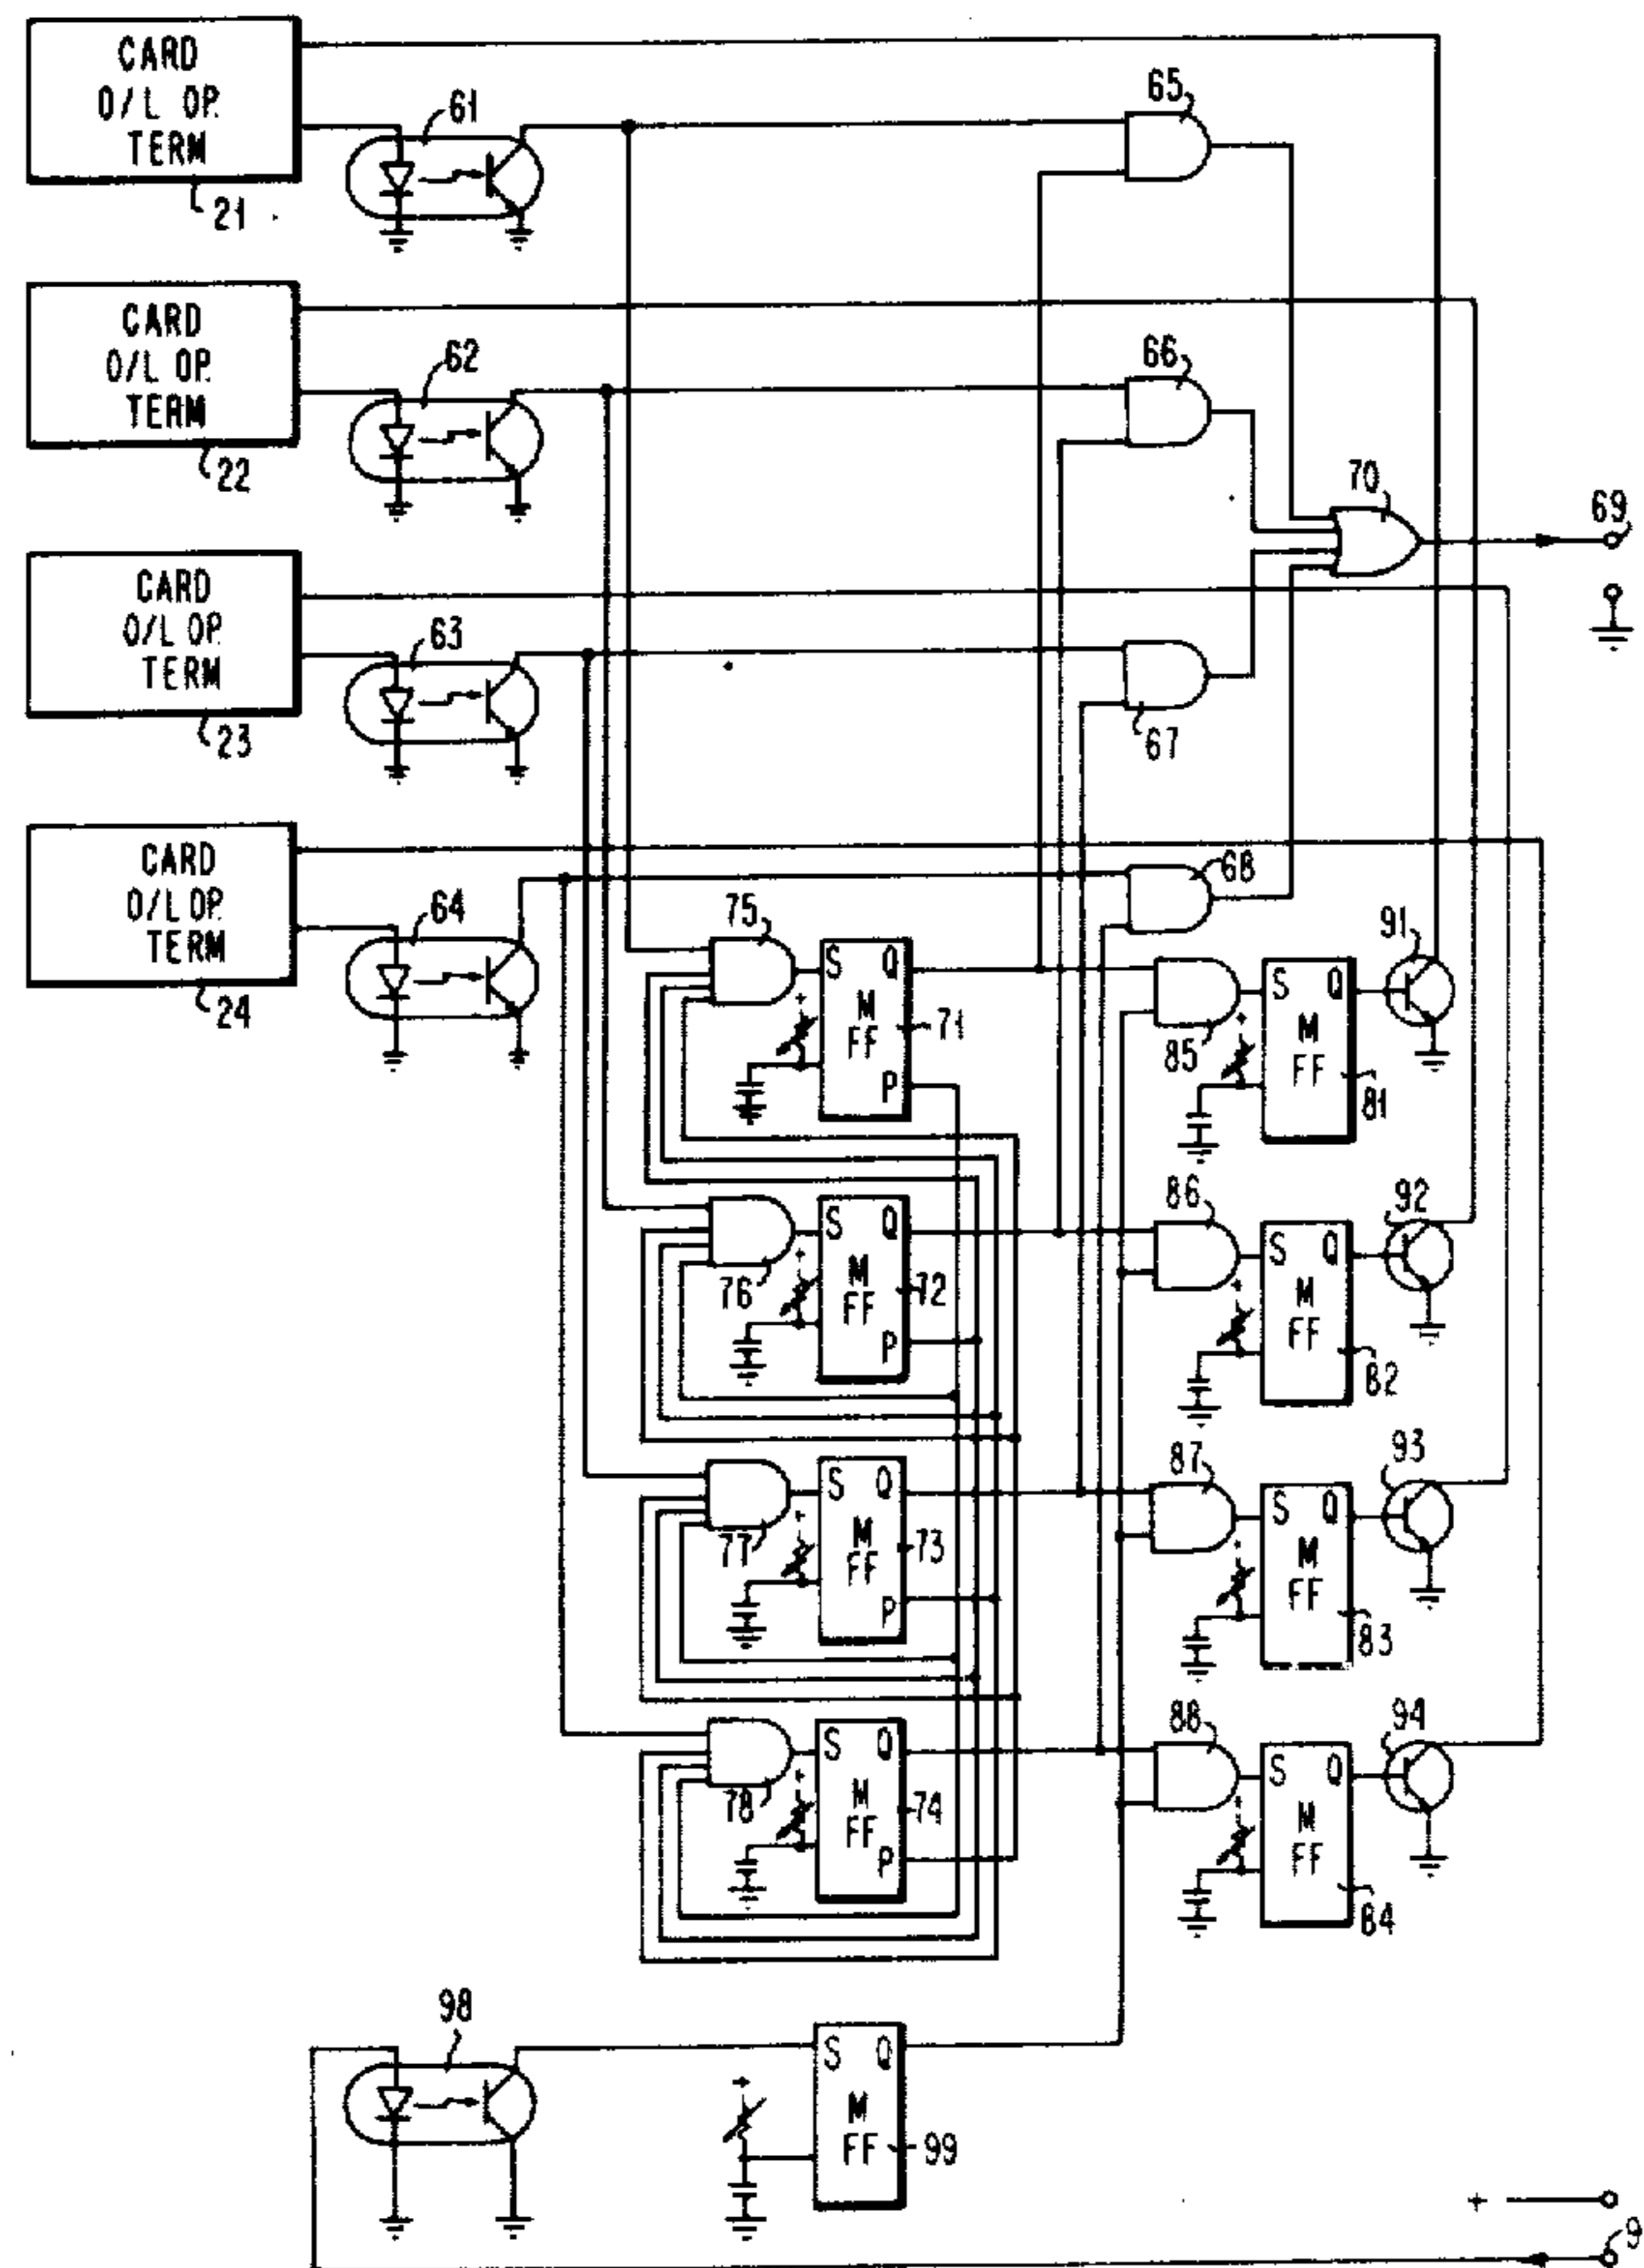 CARD
O/L OP.
TERM
21
61
65
CARD
O/L OP.
TERM
22
62
66
70
69
CARD
O/L OP.
TERM
23
63
67
CARD
O/L OP.
TERM
24
64
68
75
S Q
M
FF
P
71
85
S Q
M
FF
81
91
76
S Q
M
FF
P
72
86
S Q
M
FF
82
92
77
S Q
M
FF
P
73
87
S Q
M
FF
83
93
78
S Q
M
FF
P
74
88
S Q
M
FF
84
94
98
S Q
M
FF
99
+
9